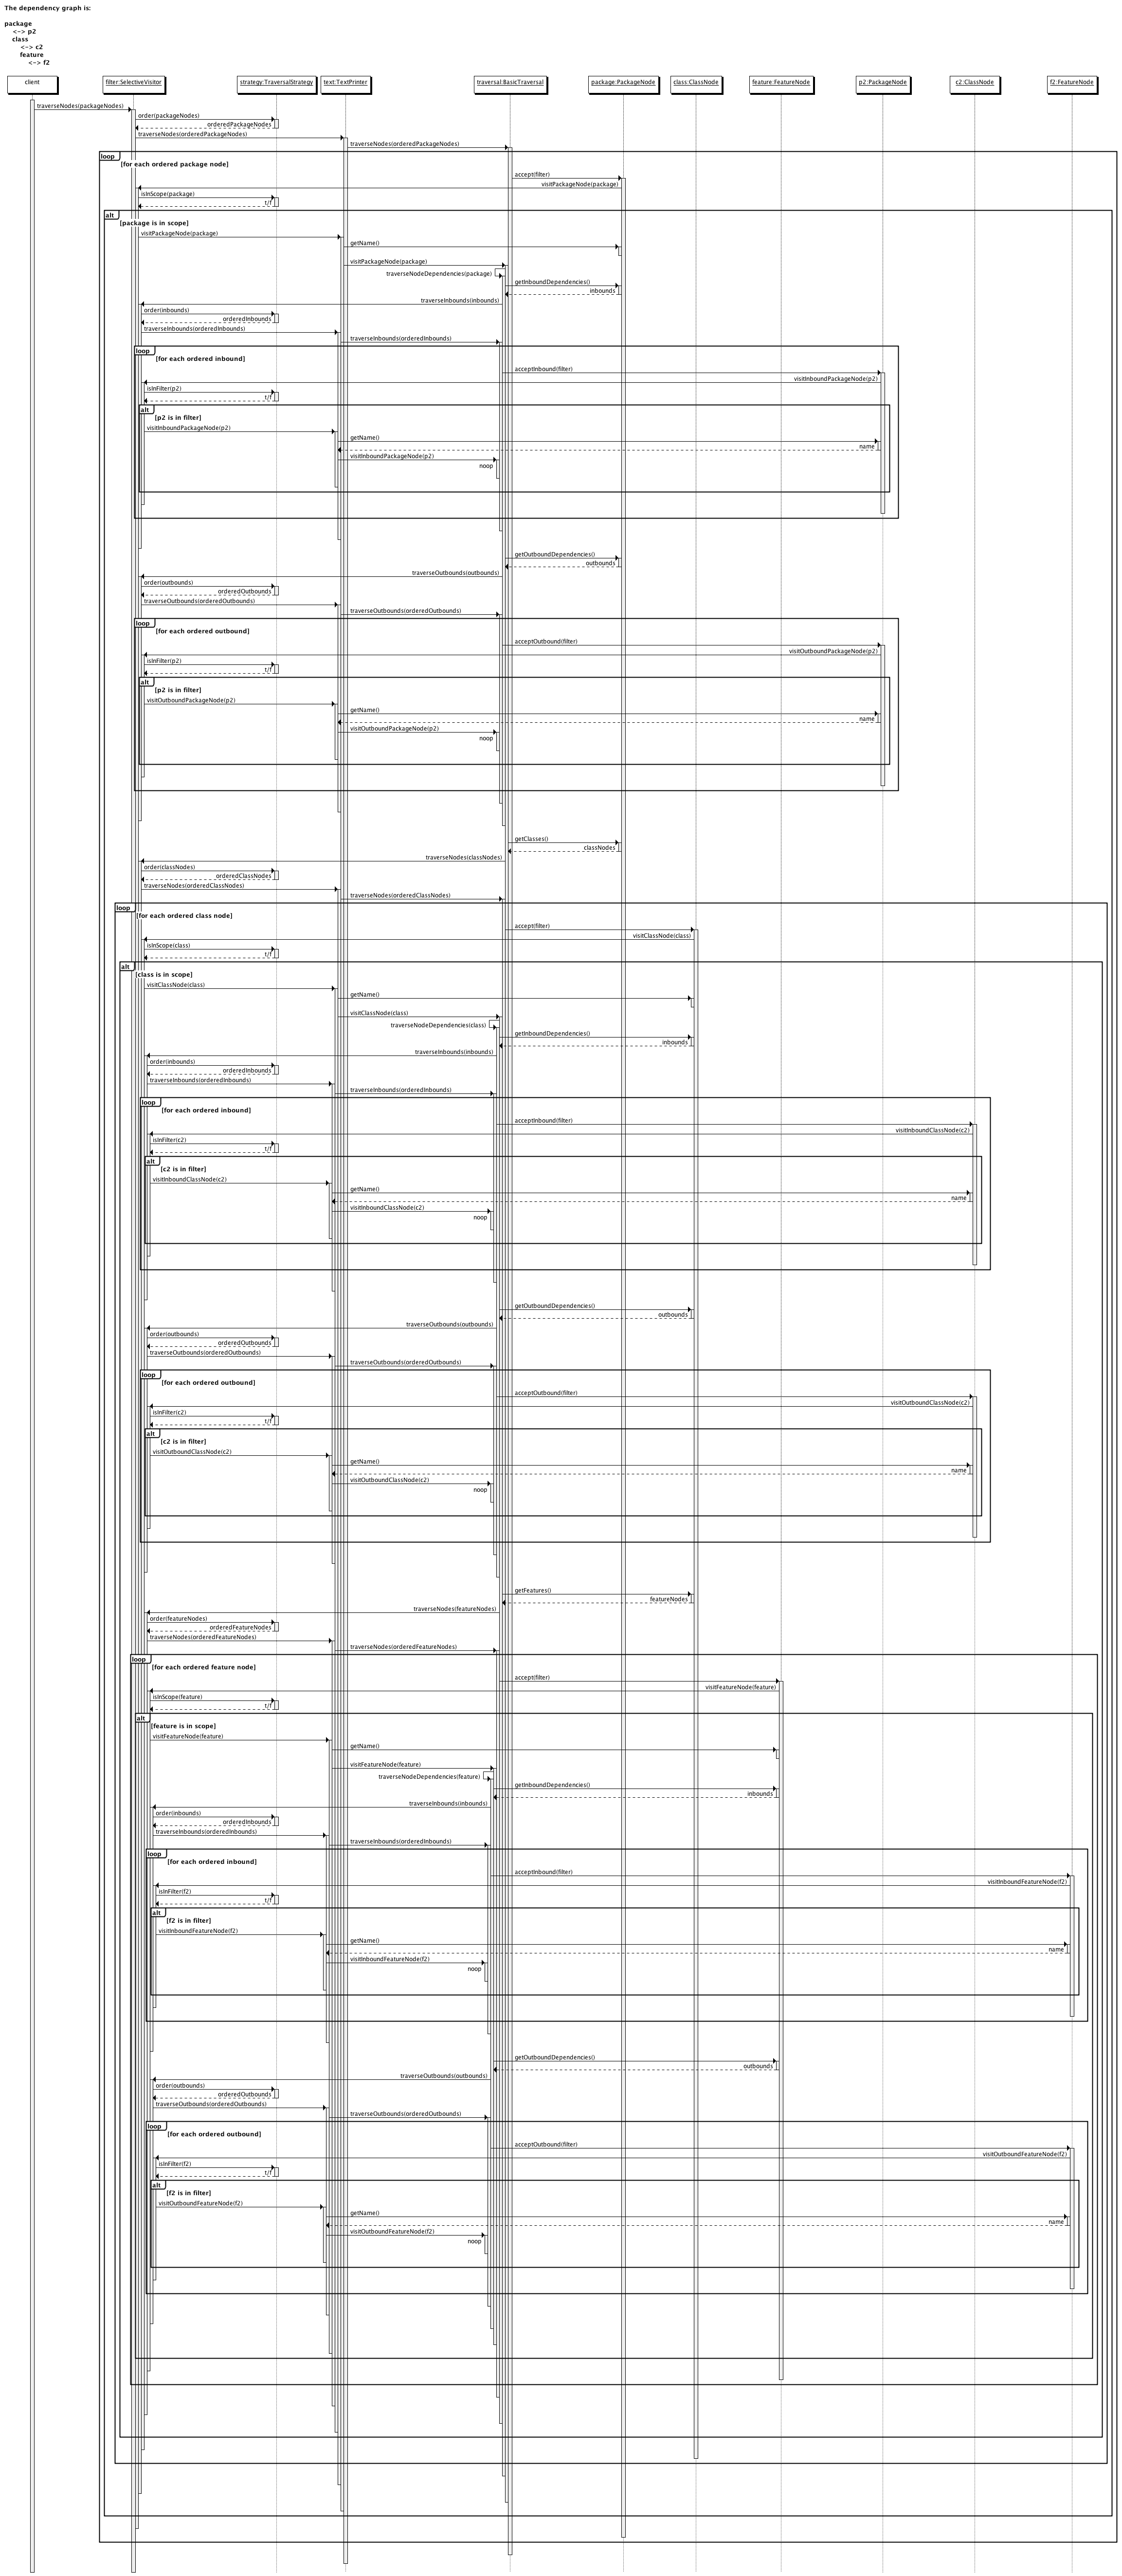 The dependency graph is:
package
<-> p2
class
<-> c2
feature
<-> f2
client
filter:SelectiveVisitor
strategy:TraversalStrategy
text:TextPrinter
traversal:BasicTraversal
package:PackageNode
class:ClassNode
feature:FeatureNode
p2:PackageNode
c2:ClassNode
f2:FeatureNode
traverseNodes(packageNodes)
order(packageNodes)
orderedPackageNodes
traverseNodes(orderedPackageNodes)
traverseNodes(orderedPackageNodes)
loop
[for each ordered package node]
accept(filter)
visitPackageNode(package)
isInScope(package)
t/f
alt
[package is in scope]
visitPackageNode(package)
getName()
visitPackageNode(package)
traverseNodeDependencies(package)
getInboundDependencies()
inbounds
traverseInbounds(inbounds)
order(inbounds)
orderedInbounds
traverseInbounds(orderedInbounds)
traverseInbounds(orderedInbounds)
loop
[for each ordered inbound]
acceptInbound(filter)
visitInboundPackageNode(p2)
isInFilter(p2)
t/f
alt
[p2 is in filter]
visitInboundPackageNode(p2)
getName()
name
visitInboundPackageNode(p2)
noop
getOutboundDependencies()
outbounds
traverseOutbounds(outbounds)
order(outbounds)
orderedOutbounds
traverseOutbounds(orderedOutbounds)
traverseOutbounds(orderedOutbounds)
loop
[for each ordered outbound]
acceptOutbound(filter)
visitOutboundPackageNode(p2)
isInFilter(p2)
t/f
alt
[p2 is in filter]
visitOutboundPackageNode(p2)
getName()
name
visitOutboundPackageNode(p2)
noop
getClasses()
classNodes
traverseNodes(classNodes)
order(classNodes)
orderedClassNodes
traverseNodes(orderedClassNodes)
traverseNodes(orderedClassNodes)
loop
[for each ordered class node]
accept(filter)
visitClassNode(class)
isInScope(class)
t/f
alt
[class is in scope]
visitClassNode(class)
getName()
visitClassNode(class)
traverseNodeDependencies(class)
getInboundDependencies()
inbounds
traverseInbounds(inbounds)
order(inbounds)
orderedInbounds
traverseInbounds(orderedInbounds)
traverseInbounds(orderedInbounds)
loop
[for each ordered inbound]
acceptInbound(filter)
visitInboundClassNode(c2)
isInFilter(c2)
t/f
alt
[c2 is in filter]
visitInboundClassNode(c2)
getName()
name
visitInboundClassNode(c2)
noop
getOutboundDependencies()
outbounds
traverseOutbounds(outbounds)
order(outbounds)
orderedOutbounds
traverseOutbounds(orderedOutbounds)
traverseOutbounds(orderedOutbounds)
loop
[for each ordered outbound]
acceptOutbound(filter)
visitOutboundClassNode(c2)
isInFilter(c2)
t/f
alt
[c2 is in filter]
visitOutboundClassNode(c2)
getName()
name
visitOutboundClassNode(c2)
noop
getFeatures()
featureNodes
traverseNodes(featureNodes)
order(featureNodes)
orderedFeatureNodes
traverseNodes(orderedFeatureNodes)
traverseNodes(orderedFeatureNodes)
loop
[for each ordered feature node]
accept(filter)
visitFeatureNode(feature)
isInScope(feature)
t/f
alt
[feature is in scope]
visitFeatureNode(feature)
getName()
visitFeatureNode(feature)
traverseNodeDependencies(feature)
getInboundDependencies()
inbounds
traverseInbounds(inbounds)
order(inbounds)
orderedInbounds
traverseInbounds(orderedInbounds)
traverseInbounds(orderedInbounds)
loop
[for each ordered inbound]
acceptInbound(filter)
visitInboundFeatureNode(f2)
isInFilter(f2)
t/f
alt
[f2 is in filter]
visitInboundFeatureNode(f2)
getName()
name
visitInboundFeatureNode(f2)
noop
getOutboundDependencies()
outbounds
traverseOutbounds(outbounds)
order(outbounds)
orderedOutbounds
traverseOutbounds(orderedOutbounds)
traverseOutbounds(orderedOutbounds)
loop
[for each ordered outbound]
acceptOutbound(filter)
visitOutboundFeatureNode(f2)
isInFilter(f2)
t/f
alt
[f2 is in filter]
visitOutboundFeatureNode(f2)
getName()
name
visitOutboundFeatureNode(f2)
noop